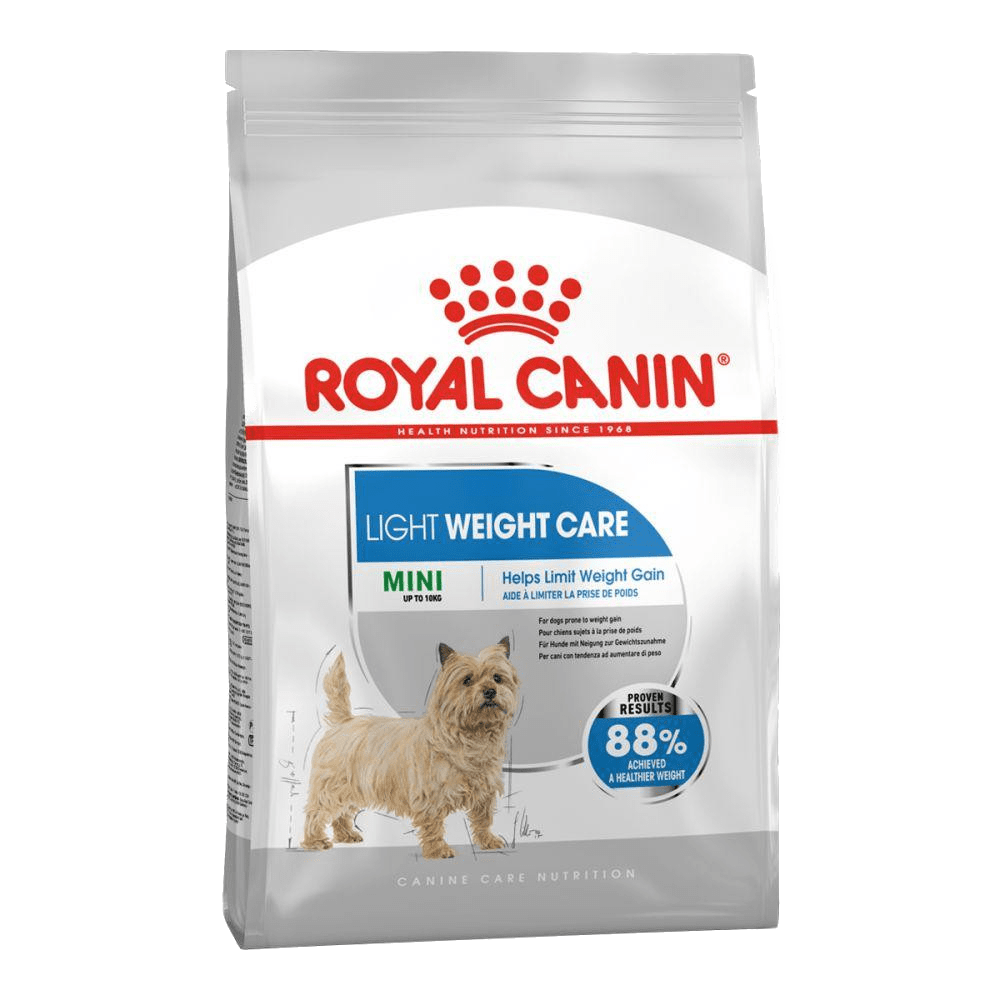 ROYAL CANIN®
HEALTH NUTRITION SINCE 1968
LIGHT WEIGHT CARE
MINI
UP TO 10KG
Helps Limit Weight Gain
AIDE À LIMITER LA PRISE DE POIDS
For dogs prone to weight gain
Pour chiens sujets à la prise de poids
Für Hunde mit Neigung zur Gewichtszunahme
Per cani con tendenza ad aumentare di peso
PROVEN
RESULTS
88%
ACHIEVED
A HEALTHIER WEIGHT
CANINE CARE NUTRITION